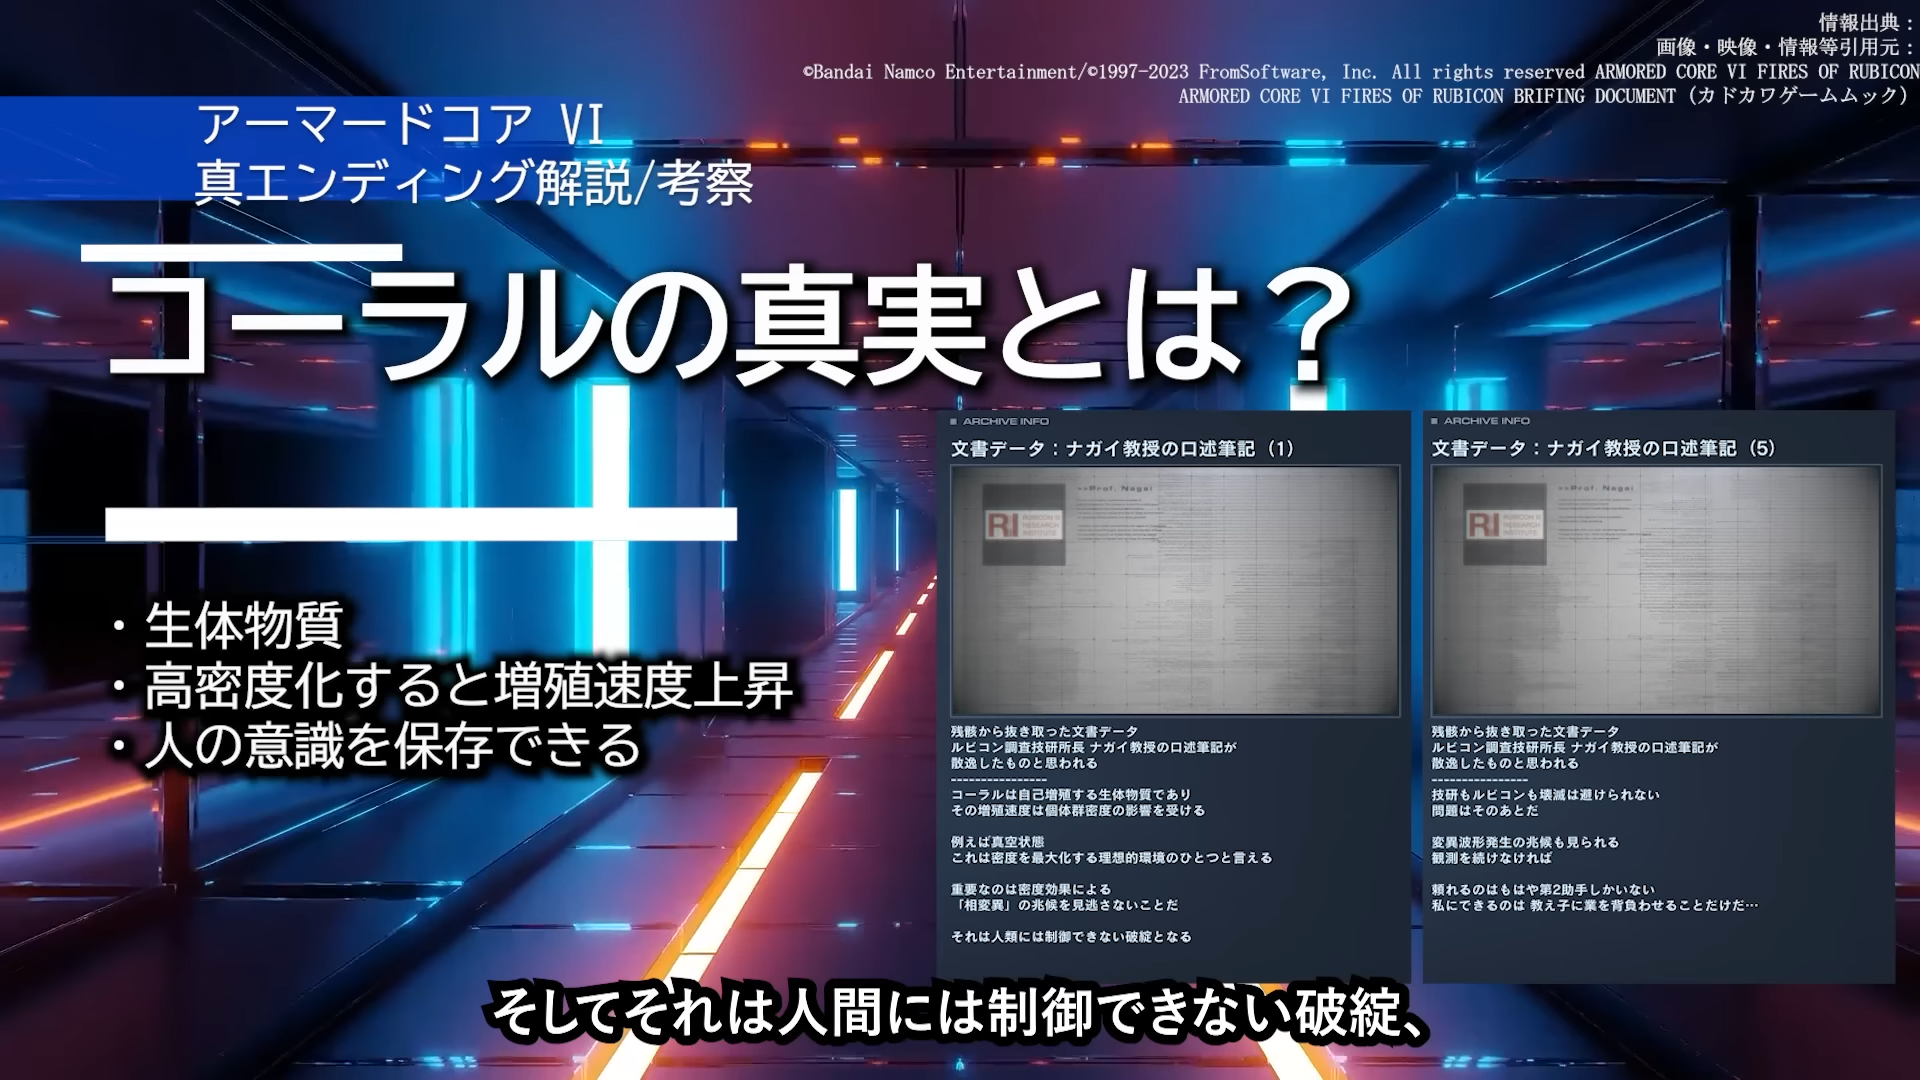 情報出典：
画像・映像・情報等引用元：
©Bandai Namco Entertainment/©1997-2023 FromSoftware, Inc. All rights reserved ARMORED CORE VI FIRES OF RUBICON
ARMORED CORE VI FIRES OF RUBICON BRIFING DOCUMENT (カドカワゲームムック)
アーマードコア VI
真エンディング解説/考察
コーラルの真実とは？
・生体物質
・高密度化すると増殖速度上昇
・人の意識を保存できる
ARCHIVE INFO
文書データ：ナガイ教授の口述筆記（1）
>>Prof. Nagai
RI RUBICON III
RESEARCH
INSTITUTE
残骸から抜き取った文書データ
ルビコン調査技研所長 ナガイ教授の口述筆記が
散逸したものと思われる
----------------
コーラルは自己増殖する生体物質であり
その増殖速度は個体群密度の影響を受ける
例えば真空状態
これは密度を最大化する理想的環境のひとつと言える
重要なのは密度効果による
「相変異」の兆候を見逃さないことだ
それは人類には制御できない破綻となる
ARCHIVE INFO
文書データ：ナガイ教授の口述筆記（5）
>>Prof. Nagai
RI RUBICON III
RESEARCH
INSTITUTE
残骸から抜き取った文書データ
ルビコン調査技研所長 ナガイ教授の口述筆記が
散逸したものと思われる
----------------
技研もルビコンも壊滅は避けられない
問題はそのあとだ
変異波形発生の兆候も見られる
観測を続けなければ
頼れるのはもはや第2助手しかいない
私にできるのは 教え子に業を背負わせることだけだ…
そしてそれは人間には制御できない破綻、